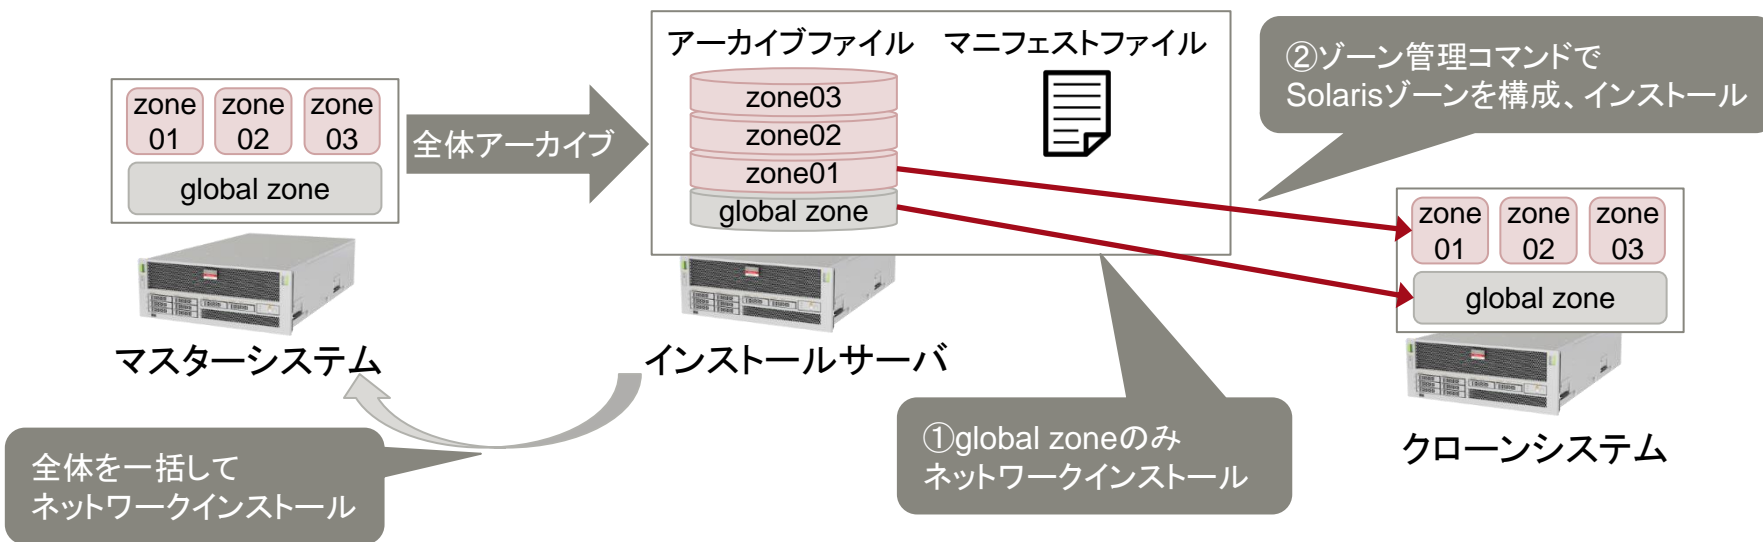 zone
01
zone
02
zone
03
global zone
マスターシステム
全体アーカイブ
アーカイブファイル
マニフェストファイル
zone03
zone02
zone01
global zone
インストールサーバ
②ゾーン管理コマンドで
Solarisゾーンを構成、インストール
zone
01
zone
02
zone
03
global zone
クローンシステム
全体を一括して
ネットワークインストール
①global zoneのみ
ネットワークインストール